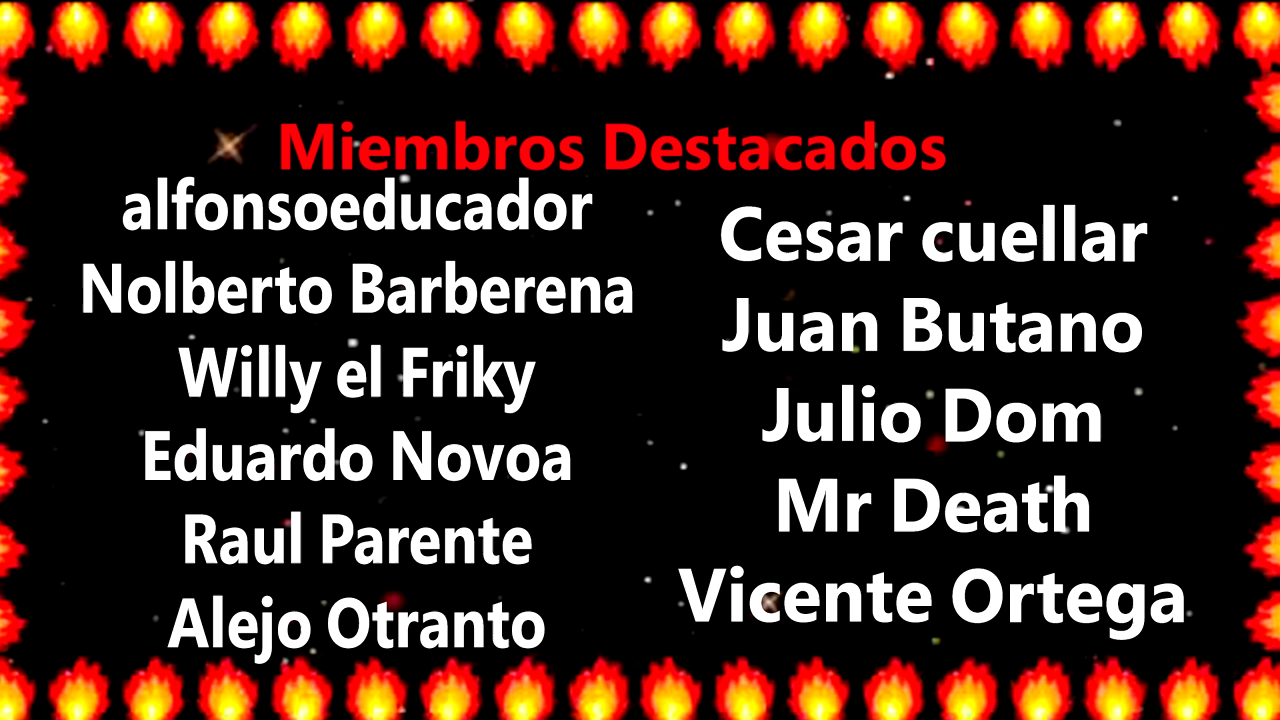 Miembros Destacados
alfonsoeducador
Nolberto Barberena
Willy el Friky
Eduardo Novoa
Raul Parente
Alejo Otranto
Cesar cuellar
Juan Butano
Julio Dom
Mr Death
Vicente Ortega